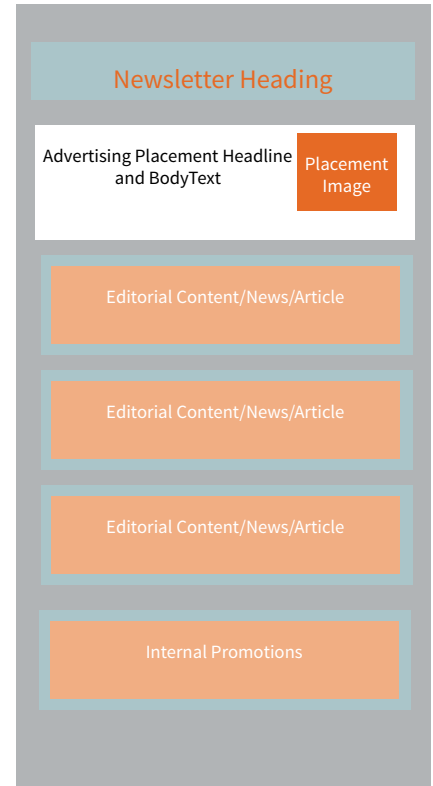 Newsletter Heading
Advertising Placement Headline
and BodyText
Placement
Image
Editorial Content/News/Article
Editorial Content/News/Article
Editorial Content/News/Article
Internal Promotions